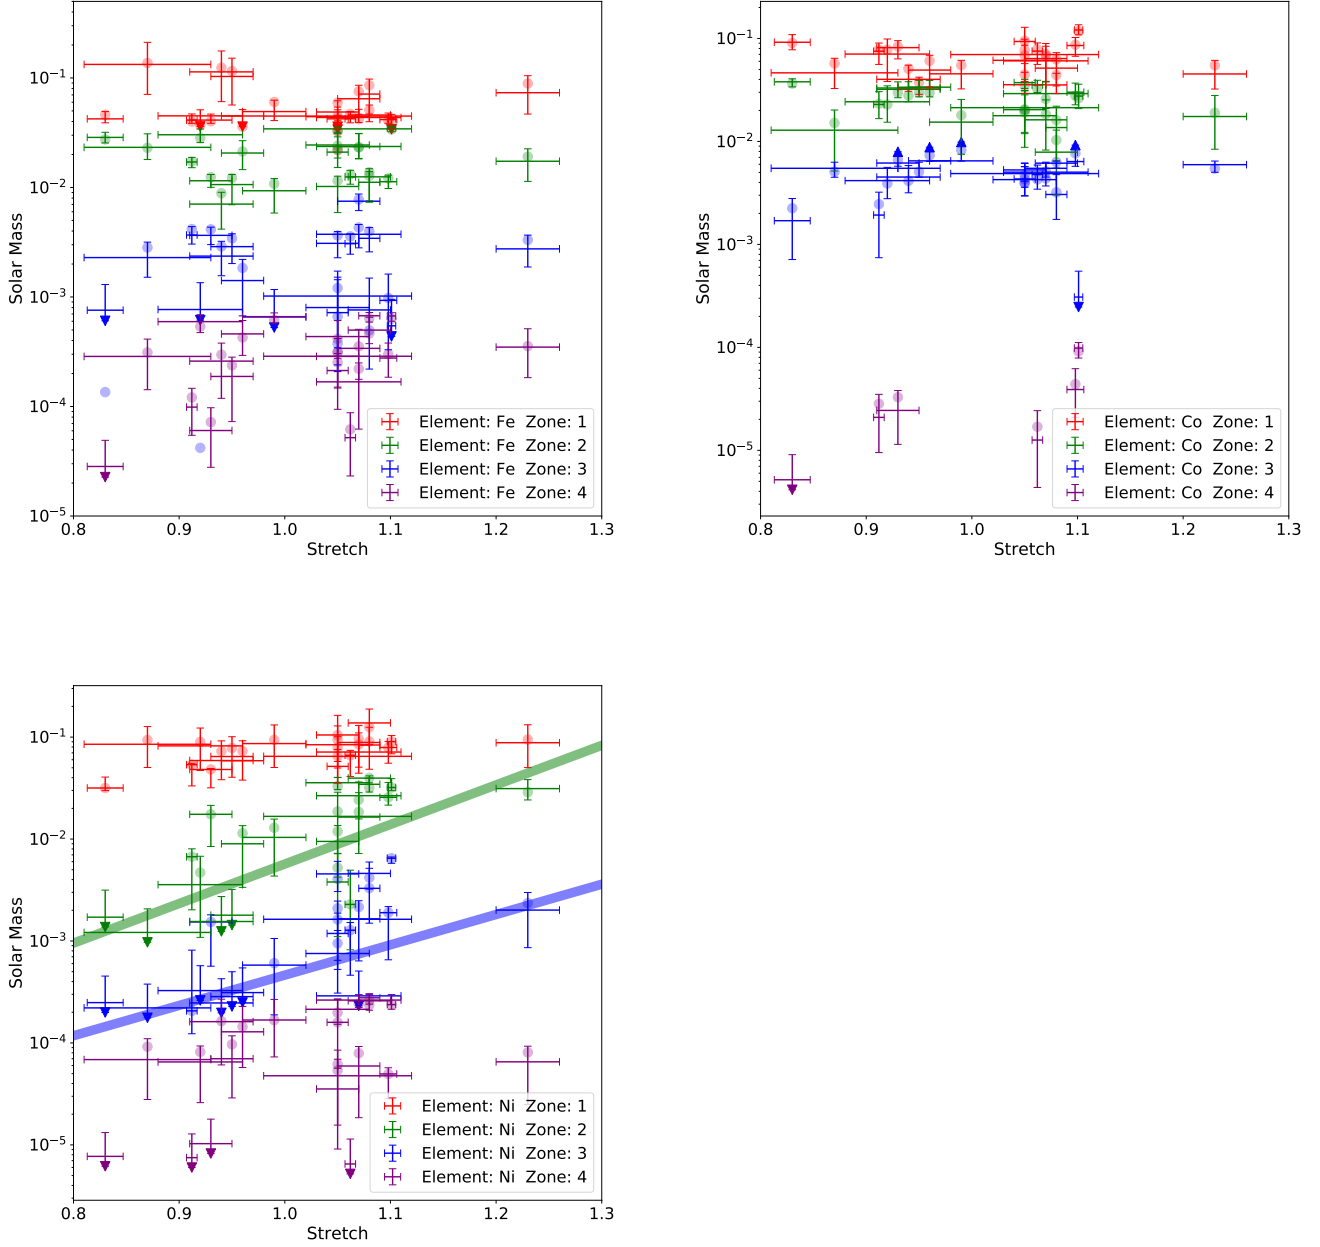 10⁻¹
10⁻²
10⁻³
10⁻⁴
10⁻⁵
Solar Mass
0.8 0.9 1.0 1.1 1.2 1.3
Stretch
Element: Fe Zone: 1
Element: Fe Zone: 2
Element: Fe Zone: 3
Element: Fe Zone: 4
10⁻¹
10⁻²
10⁻³
10⁻⁴
10⁻⁵
Solar Mass
0.8 0.9 1.0 1.1 1.2 1.3
Stretch
Element: Co Zone: 1
Element: Co Zone: 2
Element: Co Zone: 3
Element: Co Zone: 4
10⁻¹
10⁻²
10⁻³
10⁻⁴
10⁻⁵
Solar Mass
0.8 0.9 1.0 1.1 1.2 1.3
Stretch
Element: Ni Zone: 1
Element: Ni Zone: 2
Element: Ni Zone: 3
Element: Ni Zone: 4